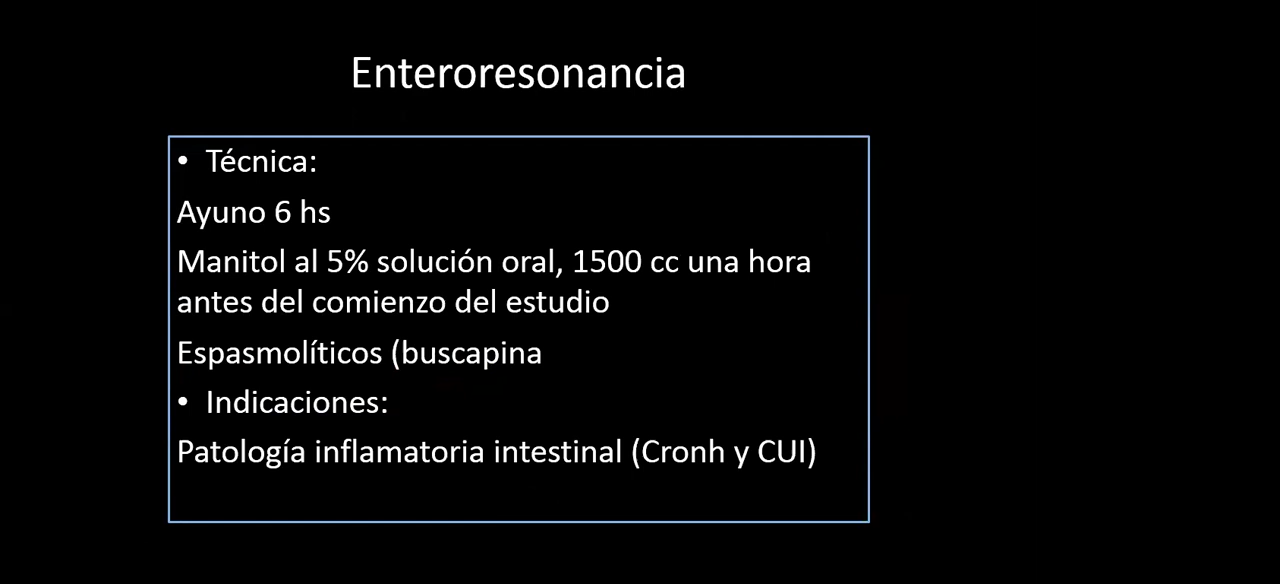 Enteroresonancia
• Técnica:
Ayuno 6 hs
Manitol al 5% solución oral, 1500 cc una hora
antes del comienzo del estudio
Espasmolíticos (buscapina
• Indicaciones:
Patología inflamatoria intestinal (Cronh y CUI)